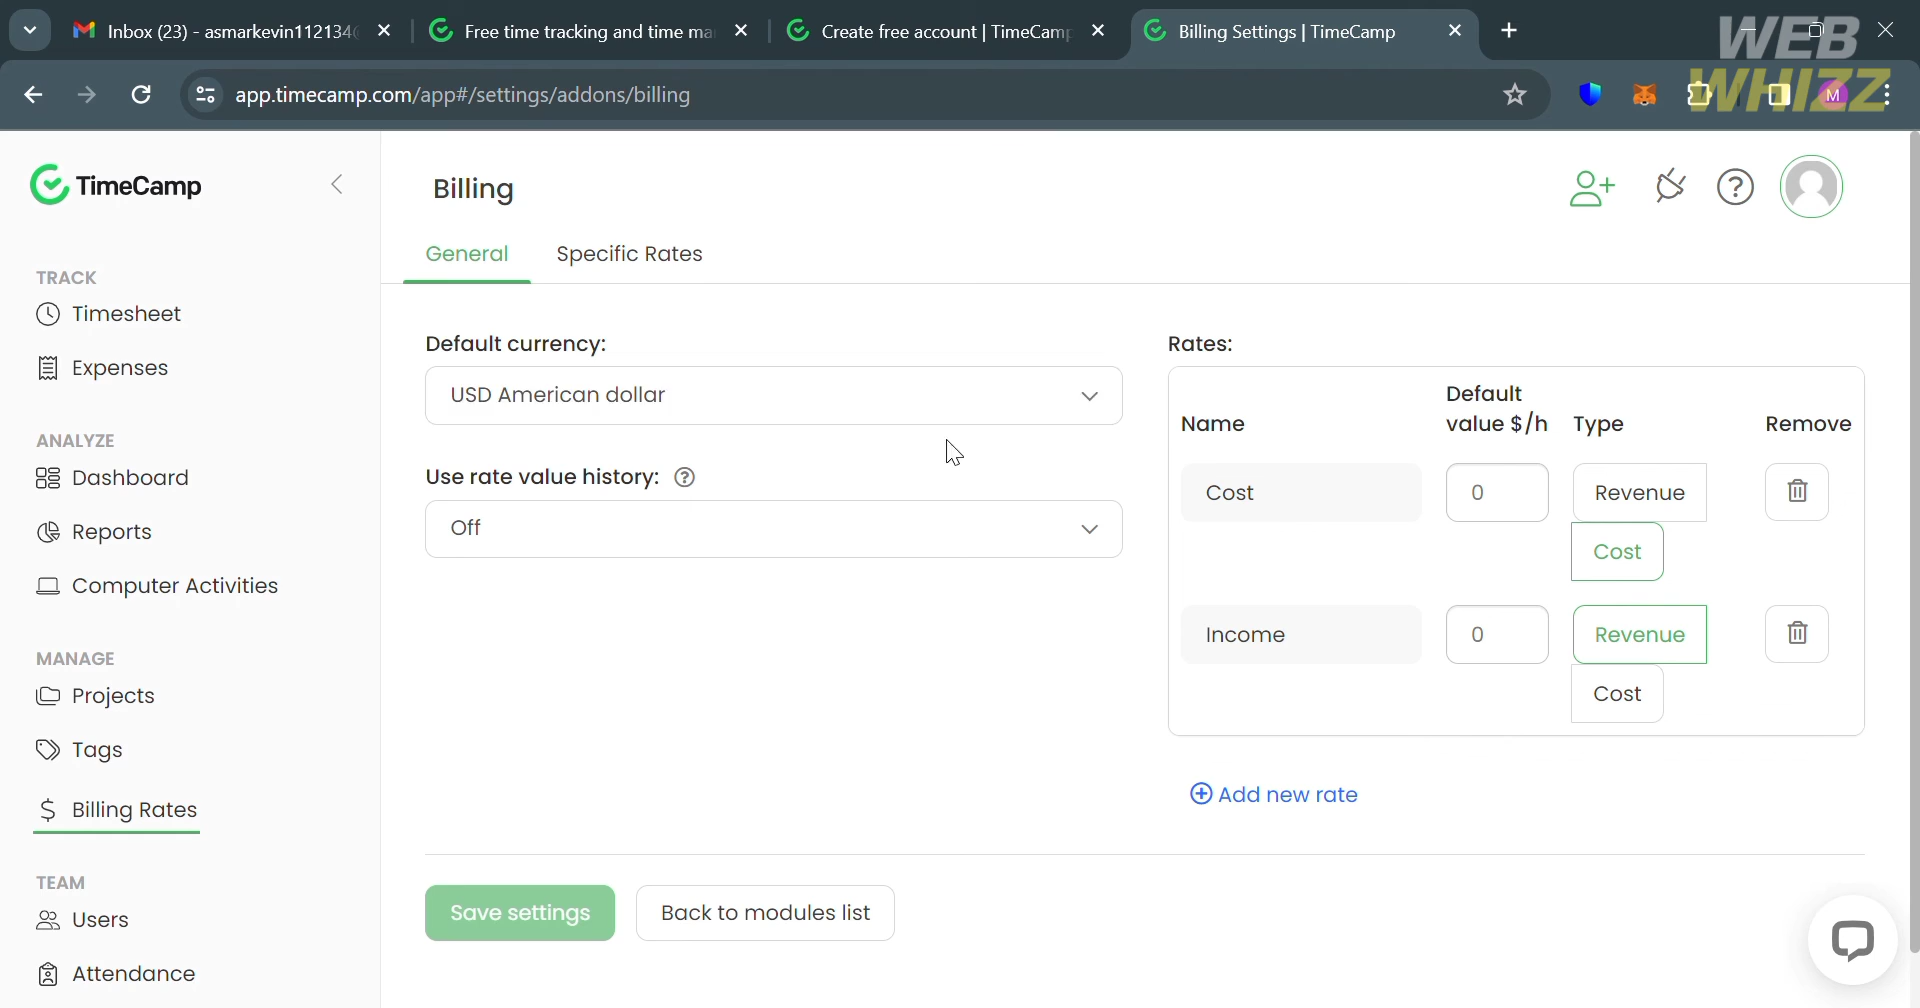 Inbox (23) - asmarkevin112134
Free time tracking and time ma
Create free account | TimeCamp
Billing Settings | TimeCamp
WEB
WHIZZ
app.timecamp.com/app#/settings/addons/billing
M
TimeCamp
Billing
General
Specific Rates
TRACK
Timesheet
Expenses
ANALYZE
Dashboard
Reports
Computer Activities
MANAGE
Projects
Tags
Billing Rates
TEAM
Users
Attendance
Default currency:
USD American dollar
Use rate value history:
Off
Rates:
Name
Default
value $/h
Type
Remove
Cost
0
Revenue
Cost
Income
0
Revenue
Cost
Add new rate
Save settings
Back to modules list